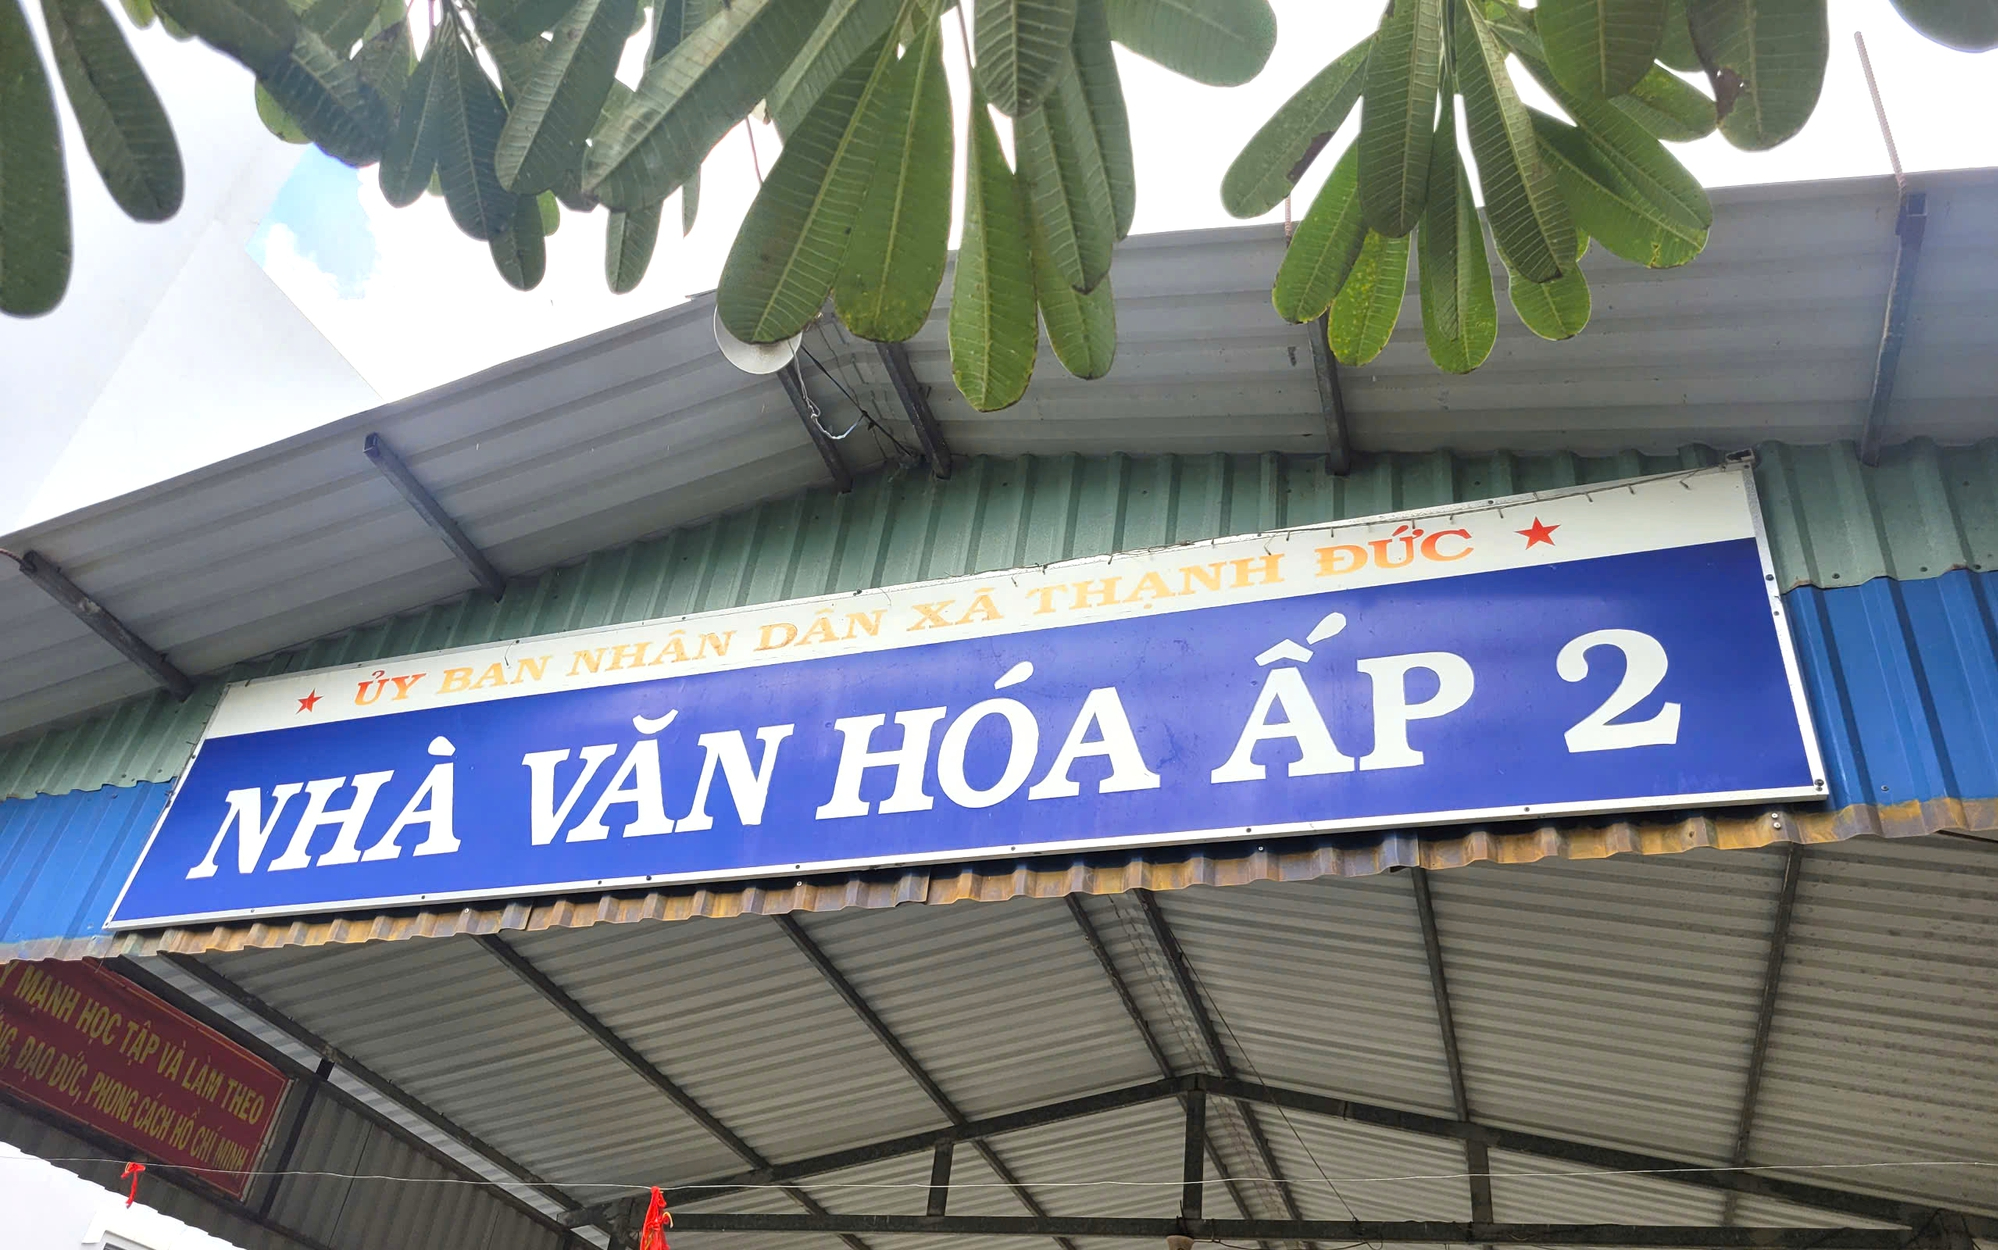 ỦY BAN NHÂN DÂN XÃ THẠNH ĐỨC
NHÀ VĂN HÓA ẤP 2
MẠNH HỌC TẬP VÀ LÀM THEO
ĐẠO ĐỨC, PHONG CÁCH HỒ CHÍ MINH